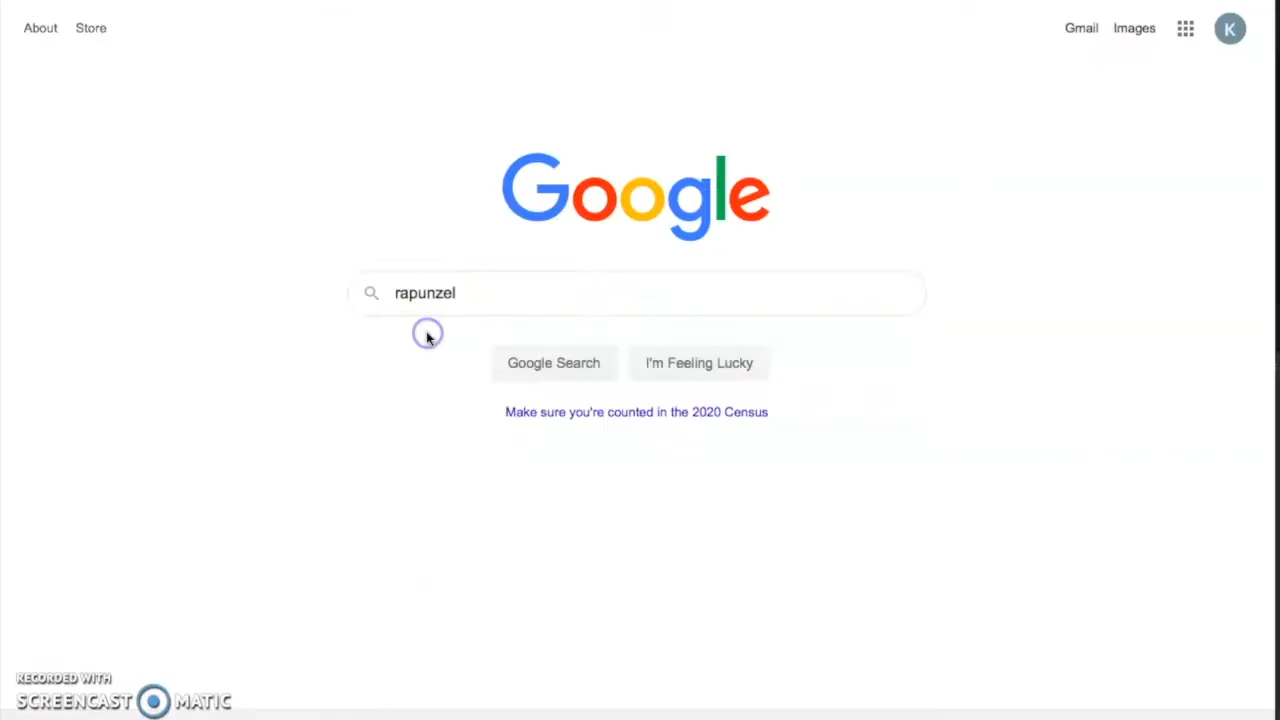 About Store
Gmail Images
K
Google
rapunzel
Google Search I'm Feeling Lucky
Make sure you're counted in the 2020 Census
RECORDED WITH
SCREENCAST MATIC